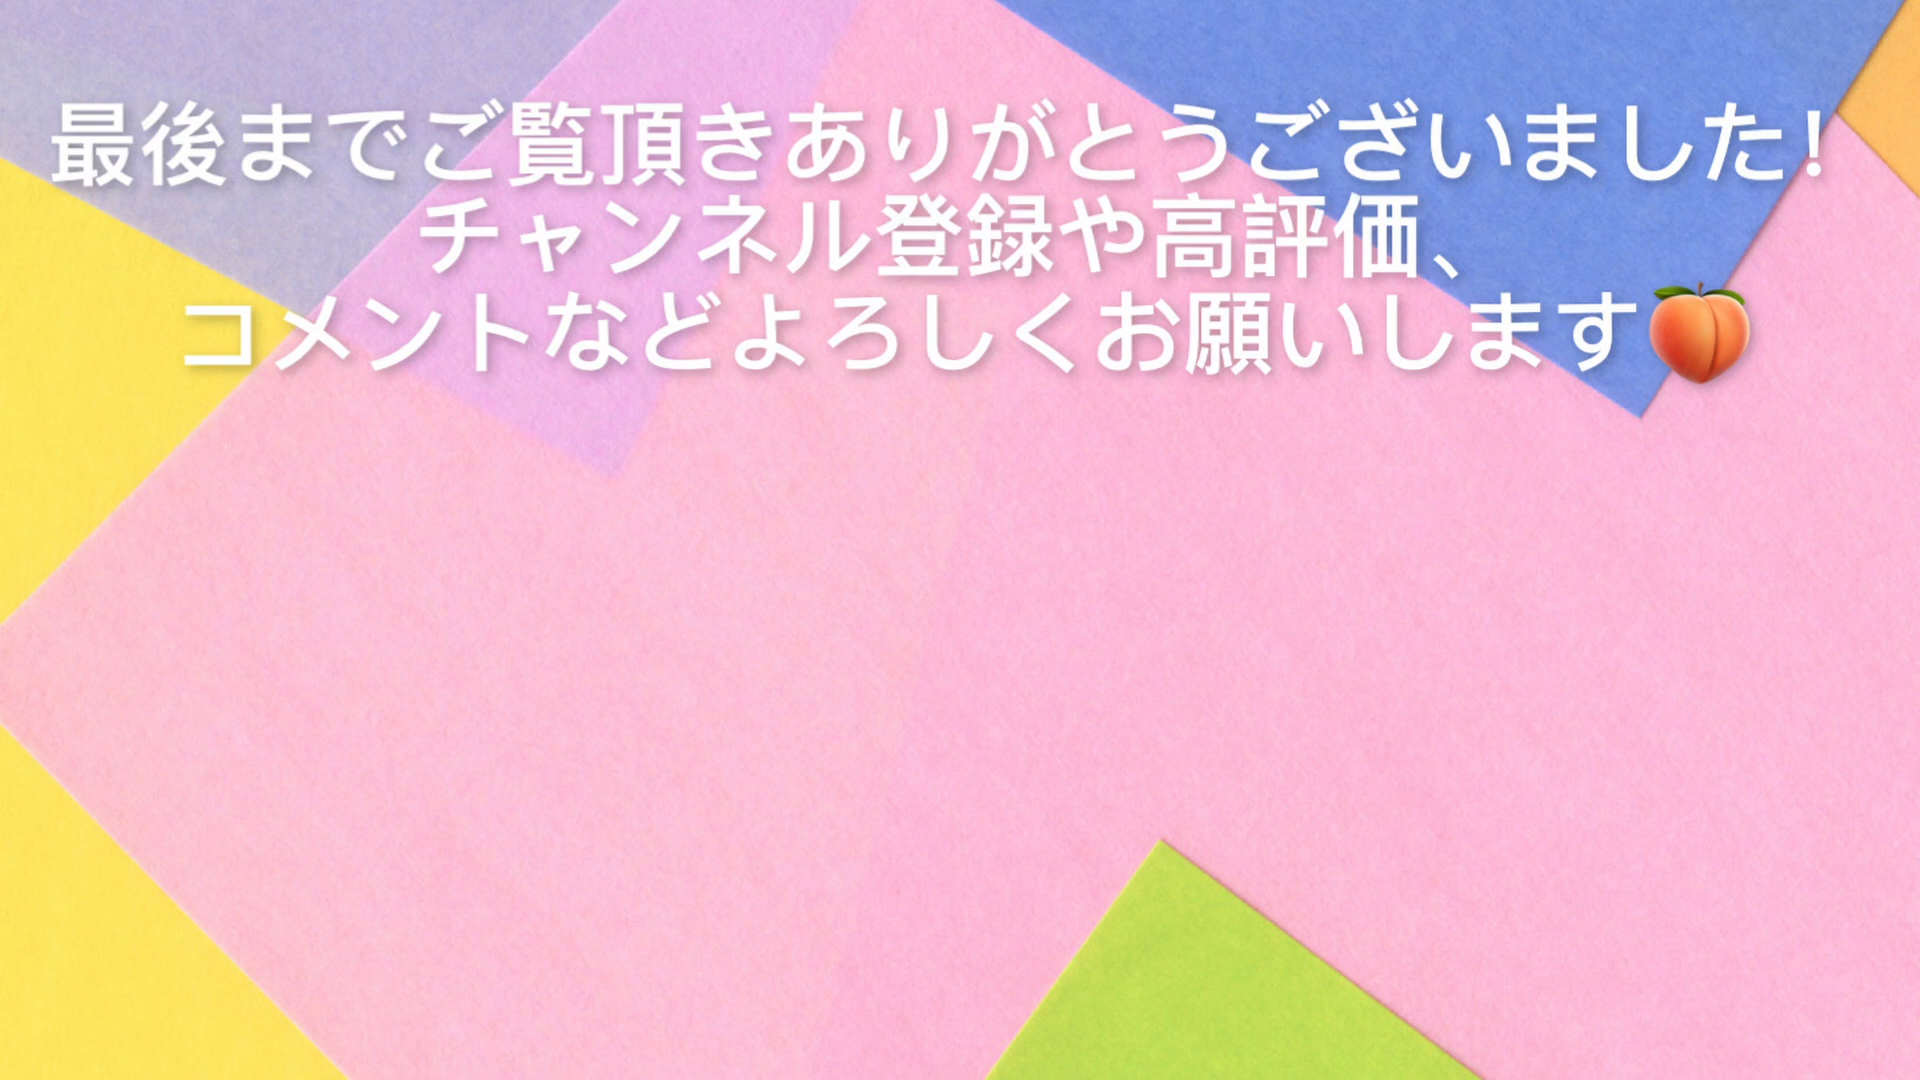 最後までご覧頂きありがとうございました!
チャンネル登録や高評価、
コメントなどよろしくお願いします🍑